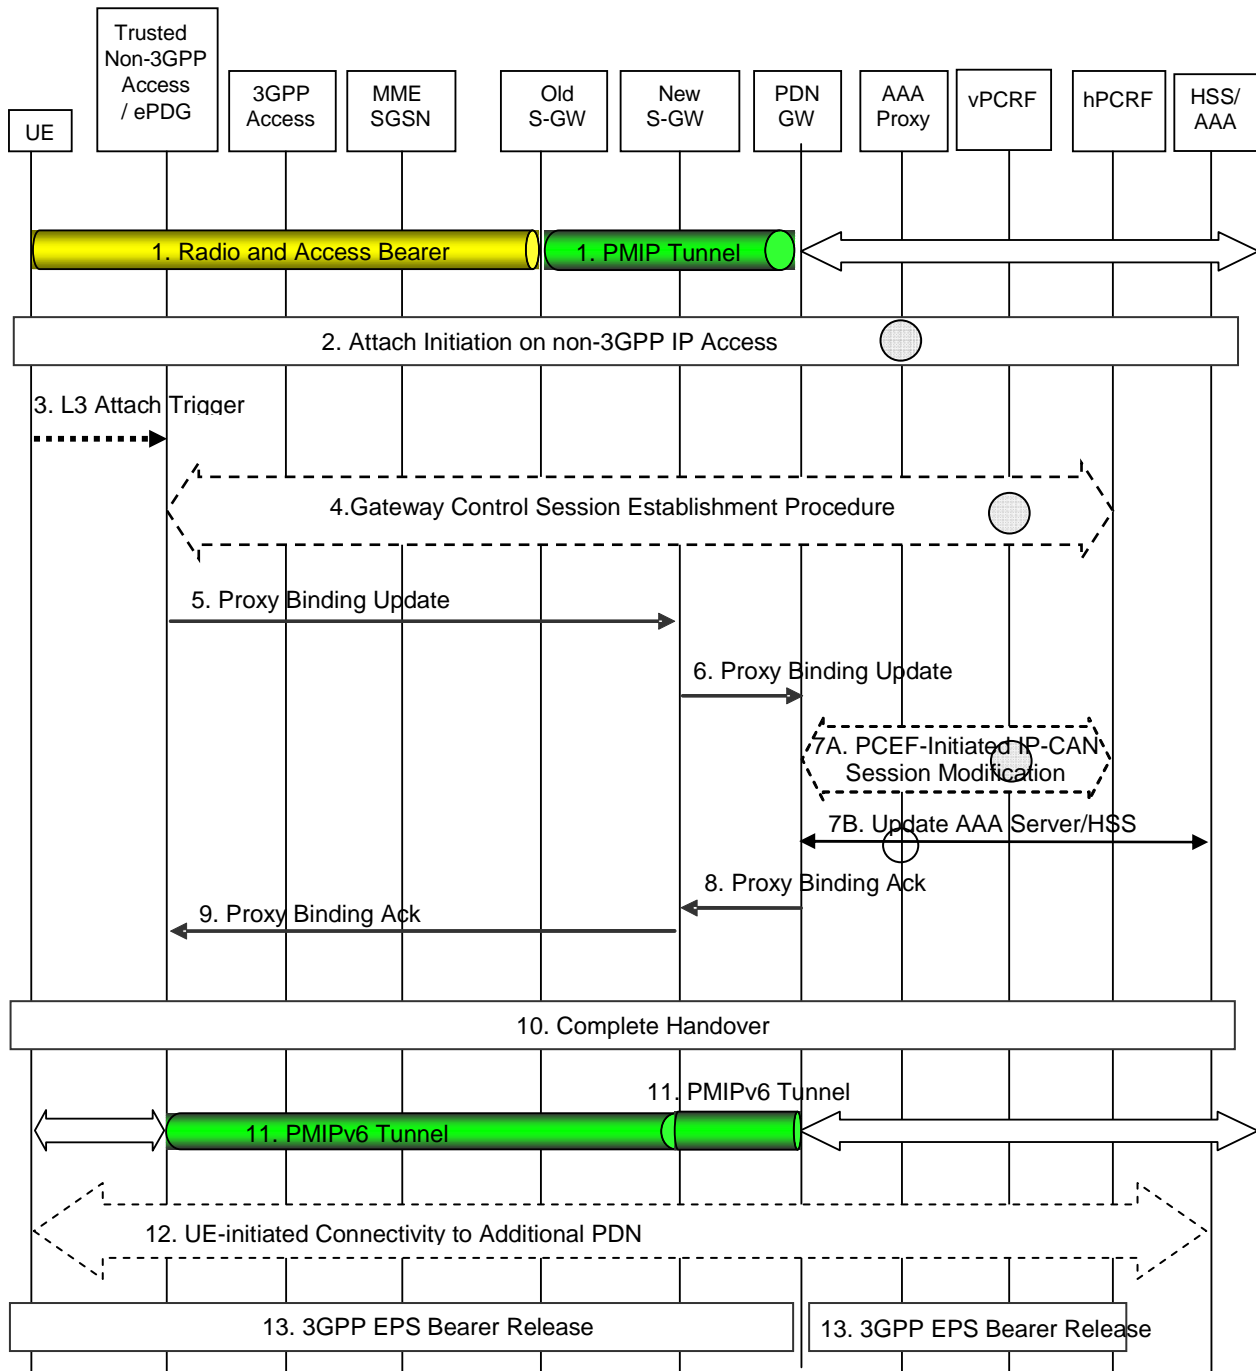 UE
Trusted
Non-3GPP
Access
/ ePDG
3GPP
Access
MME
SGSN
Old
S-GW
New
S-GW
PDN
GW
AAA
Proxy
vPCRF
hPCRF
HSS/
AAA
1. Radio and Access Bearer
1. PMIP Tunnel
2. Attach Initiation on non-3GPP IP Access
3. L3 Attach Trigger
4.Gateway Control Session Establishment Procedure
5. Proxy Binding Update
6. Proxy Binding Update
7A. PCEF-Initiated IP-CAN
Session Modification
7B. Update AAA Server/HSS
8. Proxy Binding Ack
9. Proxy Binding Ack
10. Complete Handover
11. PMIPv6 Tunnel
11. PMIPv6 Tunnel
12. UE-initiated Connectivity to Additional PDN
13. 3GPP EPS Bearer Release
13. 3GPP EPS Bearer Release